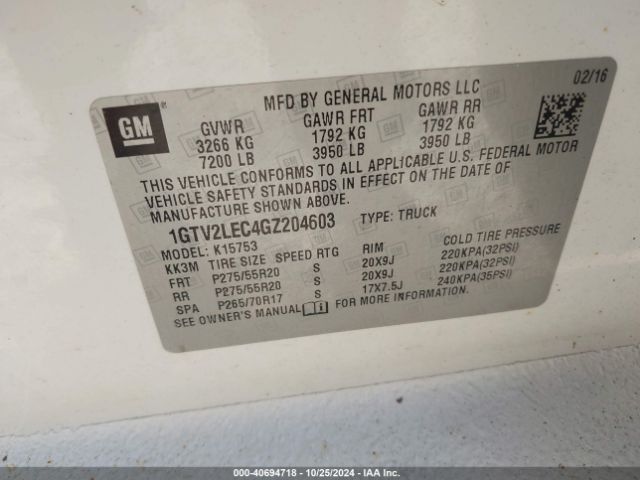 02/16
MFD BY GENERAL MOTORS LLC
GM
GVWR GAWR FRT GAWR RR
3266 KG 1792 KG 1792 KG
7200 LB 3950 LB 3950 LB
THIS VEHICLE CONFORMS TO ALL APPLICABLE U.S. FEDERAL MOTOR
VEHICLE SAFETY STANDARDS IN EFFECT ON THE DATE OF
MANUFACTURE SHOWN ABOVE.
1GTV2LEC4GZ204603 TYPE: TRUCK
MODEL: K15753
KK3M TIRE SIZE SPEED RTG RIM COLD TIRE PRESSURE
FRT P275/55R20 S 20X9J 220KPA(32PSI)
RR P275/55R20 S 20X9J 220KPA(32PSI)
SPA P265/70R17 S 17X7.5J 240KPA(35PSI)
SEE OWNER'S MANUAL FOR MORE INFORMATION.
000-40694718 - 10/25/2024 - IAA Inc.